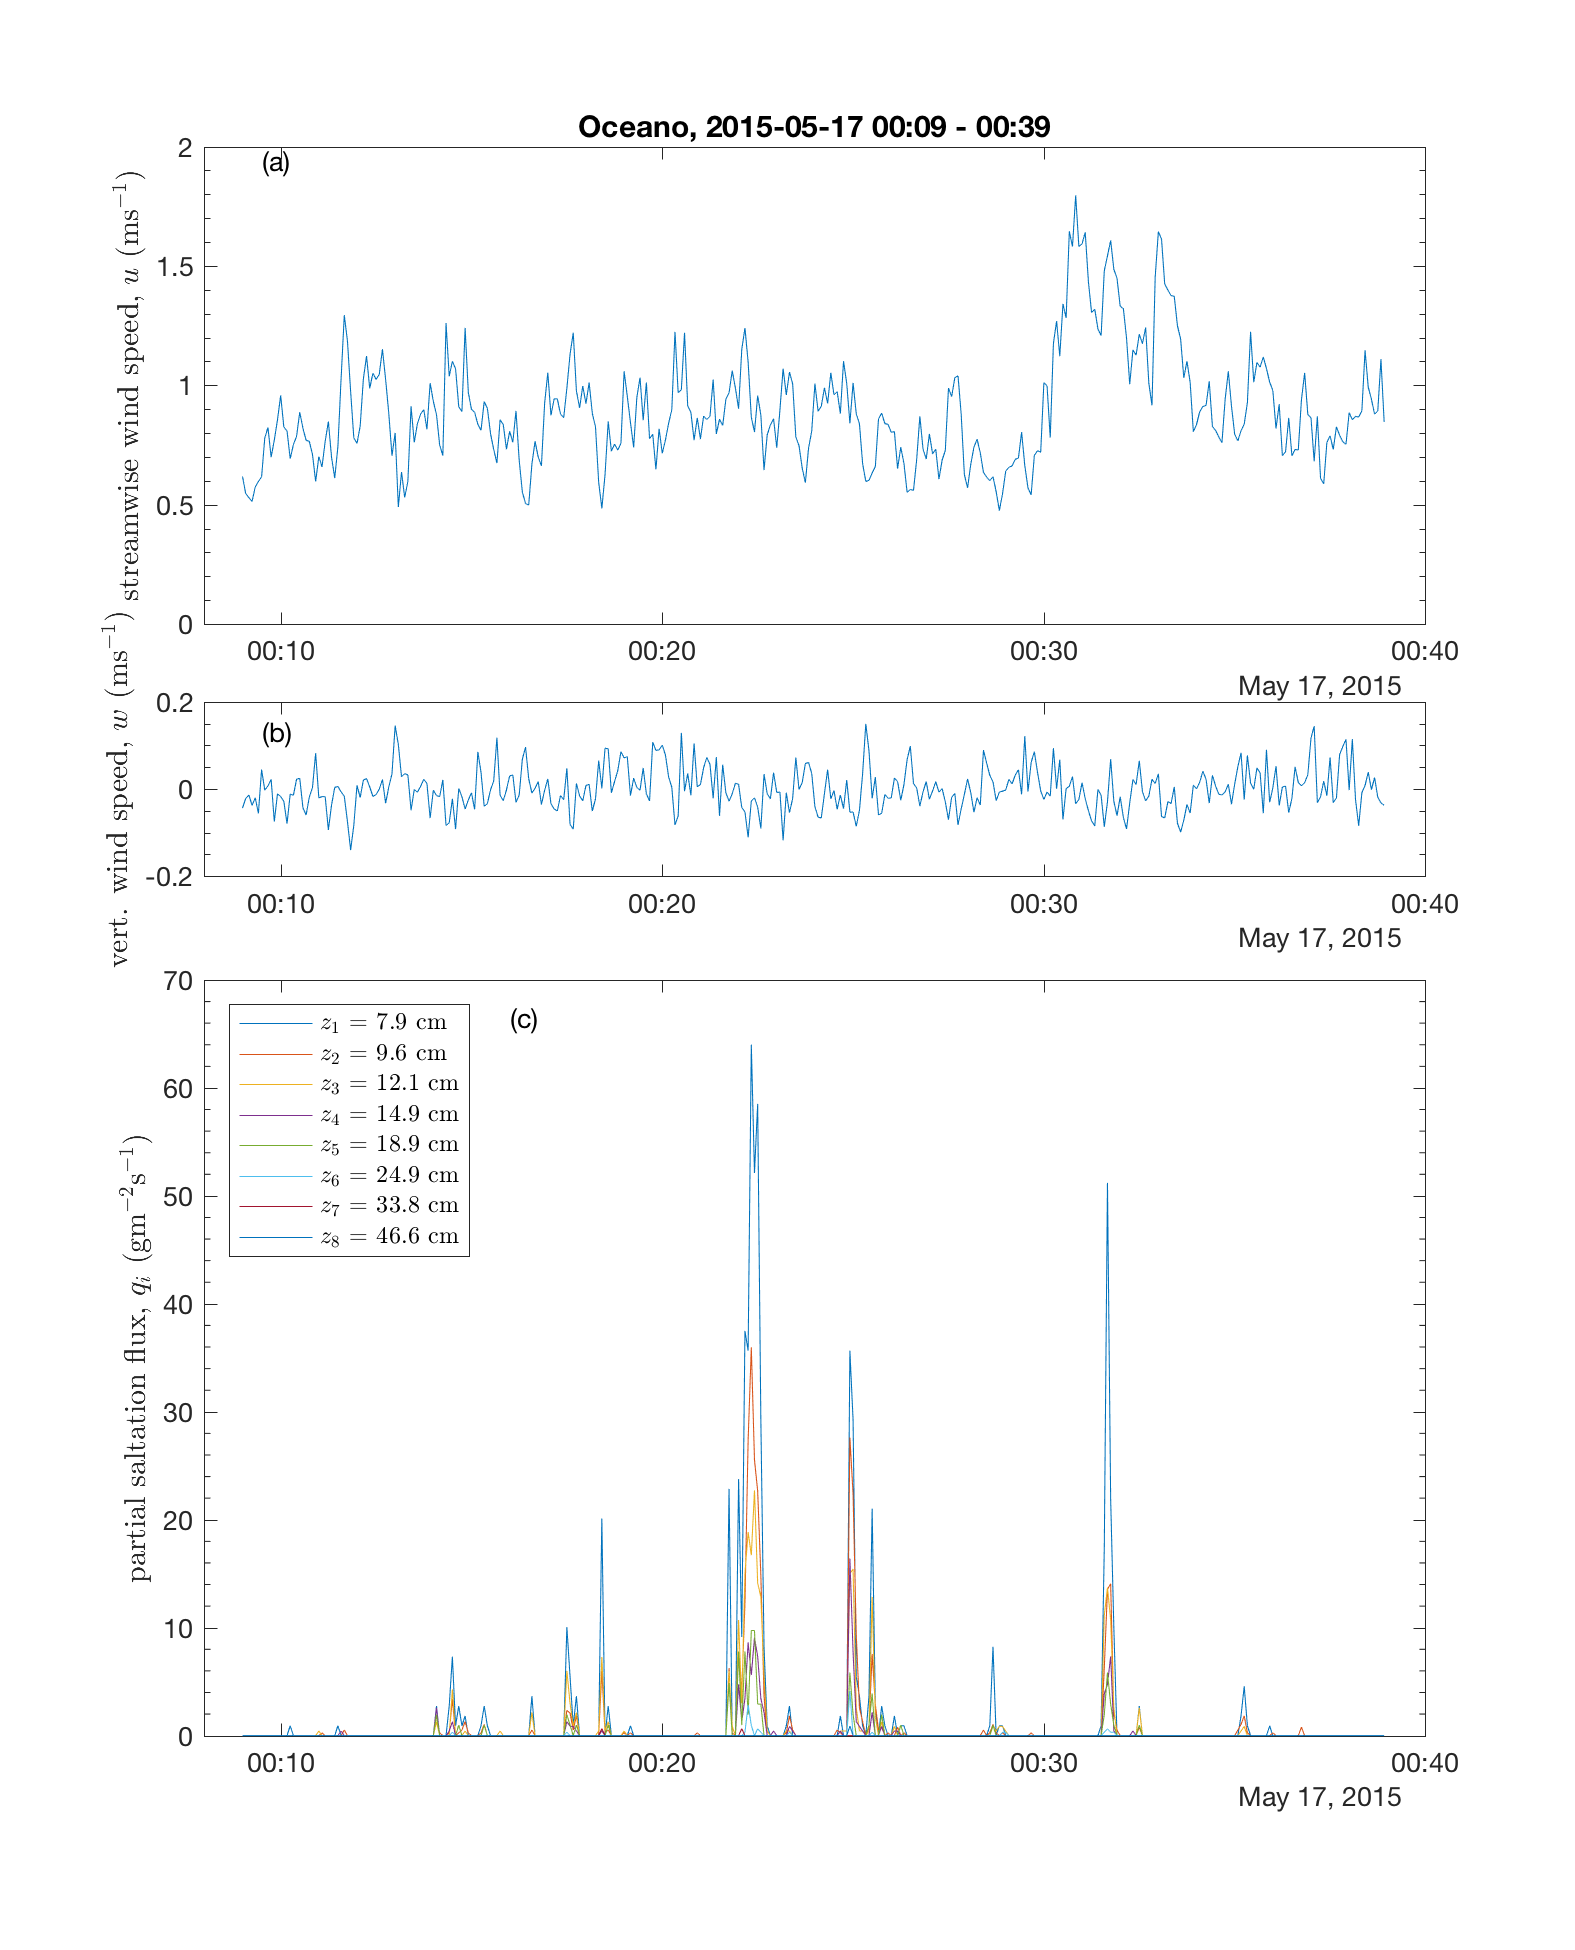 Oceano, 2015-05-17 00:09 - 00:39
(a)
streamwise wind speed, u (ms⁻¹)
2
1.5
1
0.5
0
00:10 00:20 00:30 00:40
May 17, 2015
(b)
vert. wind speed, w (ms⁻¹)
0.2
0
-0.2
00:10 00:20 00:30 00:40
May 17, 2015
(c)
partial saltation flux, qᵢ (gm⁻²s⁻¹)
70
60
50
40
30
20
10
0
z₁ = 7.9 cm
z₂ = 9.6 cm
z₃ = 12.1 cm
z₄ = 14.9 cm
z₅ = 18.9 cm
z₆ = 24.9 cm
z₇ = 33.8 cm
z₈ = 46.6 cm
00:10 00:20 00:30 00:40
May 17, 2015